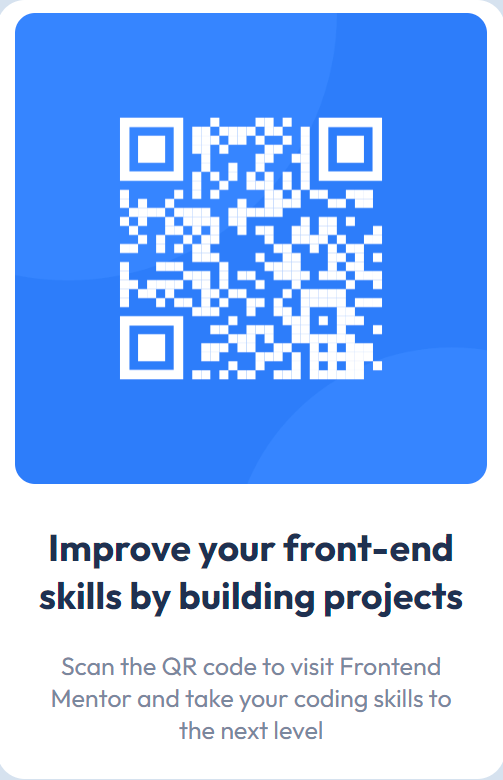 Improve your front-end
skills by building projects
Scan the QR code to visit Frontend
Mentor and take your coding skills to
the next level